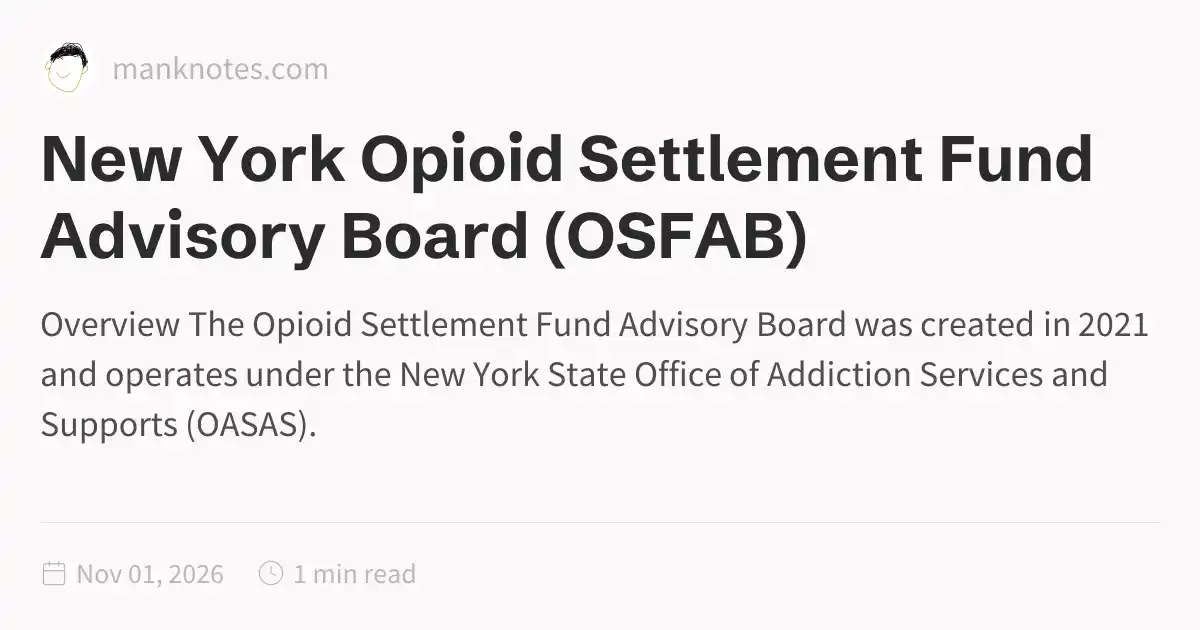 manknotes.com
New York Opioid Settlement Fund
Advisory Board (OSFAB)
Overview The Opioid Settlement Fund Advisory Board was created in 2021
and operates under the New York State Office of Addiction Services and
Supports (OASAS).
Nov 01, 2026 1 min read